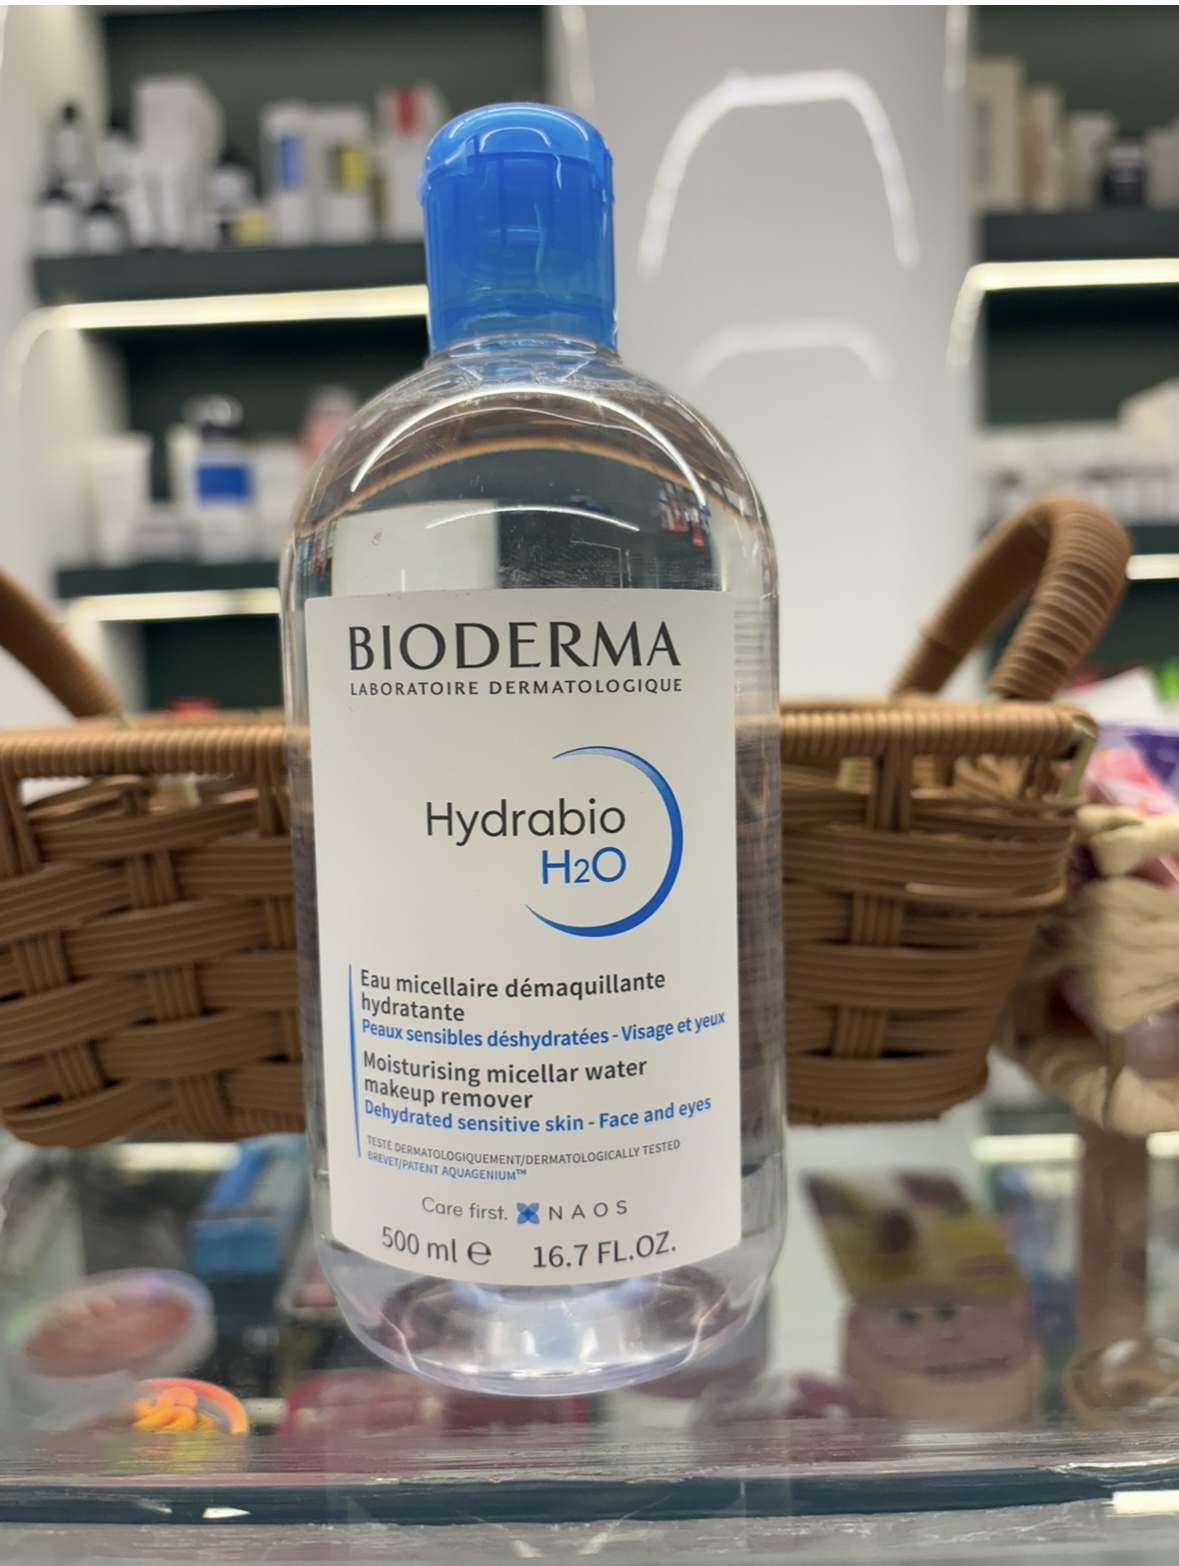 BIODERMA
LABORATOIRE DERMATOLOGIQUE
Hydrabio
H2O
Eau micellaire démaquillante
hydratante
Peaux sensibles déshydratées - Visage et yeux
Moisturising micellar water
makeup remover
Dehydrated sensitive skin - Face and eyes
TESTÉ DERMATOLOGIQUEMENT/DERMATOLOGICALLY TESTED
BREVET/PATENT AQUAGENIUM™
Care first. NAOS
500 ml ℮ 16.7 FL.OZ.